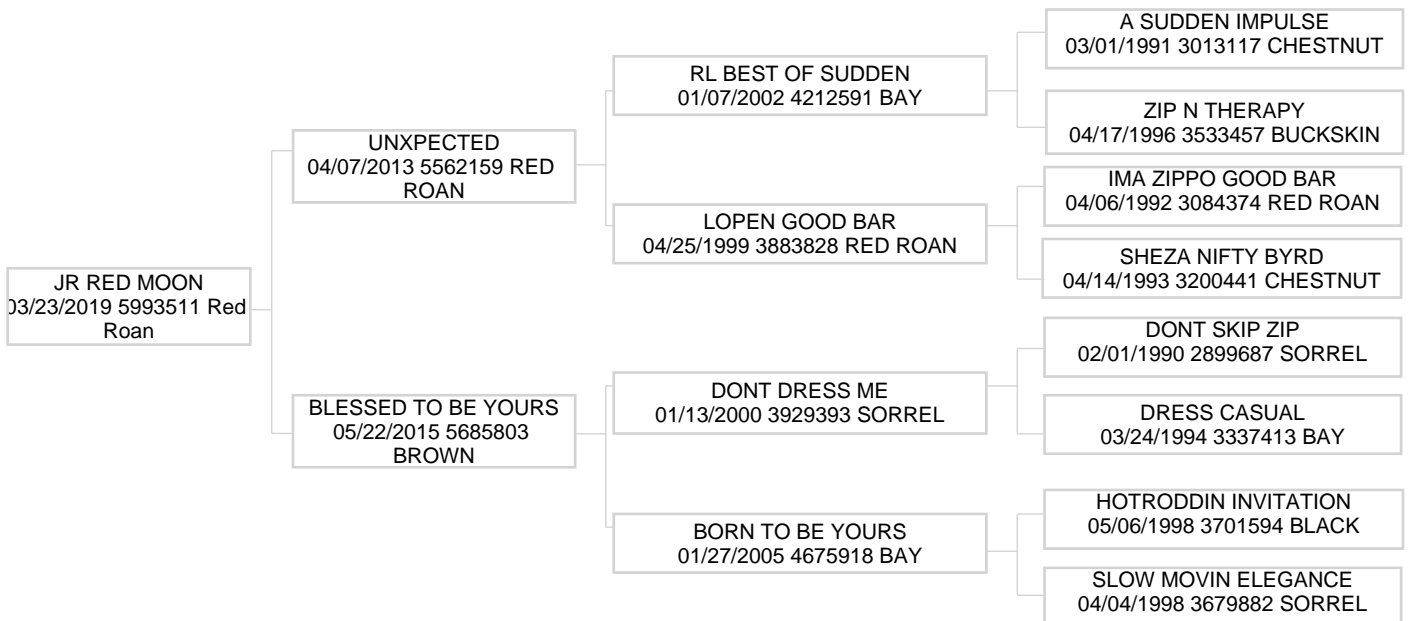 JR RED MOON
03/23/2019 5993511 Red
Roan
UNXPECTED
04/07/2013 5562159 RED
ROAN
BLESSED TO BE YOURS
05/22/2015 5685803
BROWN
RL BEST OF SUDDEN
01/07/2002 4212591 BAY
LOPEN GOOD BAR
04/25/1999 3883828 RED ROAN
DONT DRESS ME
01/13/2000 3929393 SORREL
BORN TO BE YOURS
01/27/2005 4675918 BAY
A SUDDEN IMPULSE
03/01/1991 3013117 CHESTNUT
ZIP N THERAPY
04/17/1996 3533457 BUCKSKIN
IMA ZIPPO GOOD BAR
04/06/1992 3084374 RED ROAN
SHEZA NIFTY BYRD
04/14/1993 3200441 CHESTNUT
DONT SKIP ZIP
02/01/1990 2899687 SORREL
DRESS CASUAL
03/24/1994 3337413 BAY
HOTRODDIN INVITATION
05/06/1998 3701594 BLACK
SLOW MOVIN ELEGANCE
04/04/1998 3679882 SORREL